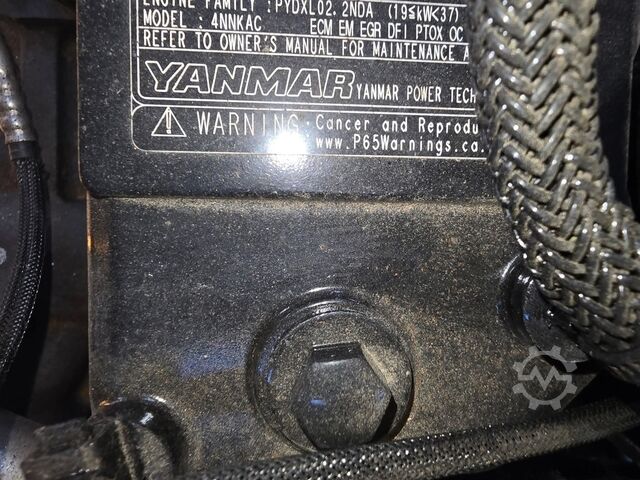 ENGINE FAMILY :PYDXL02.2NDA (19≤kW<37)
MODEL :4NNKAC ECM EM EGR DFI PTOX OC
REFER TO OWNER'S MANUAL FOR MAINTENANCE A
YANMAR YANMAR POWER TECH
WARNING:Cancer and Reprodu
www.P65Warnings.ca.